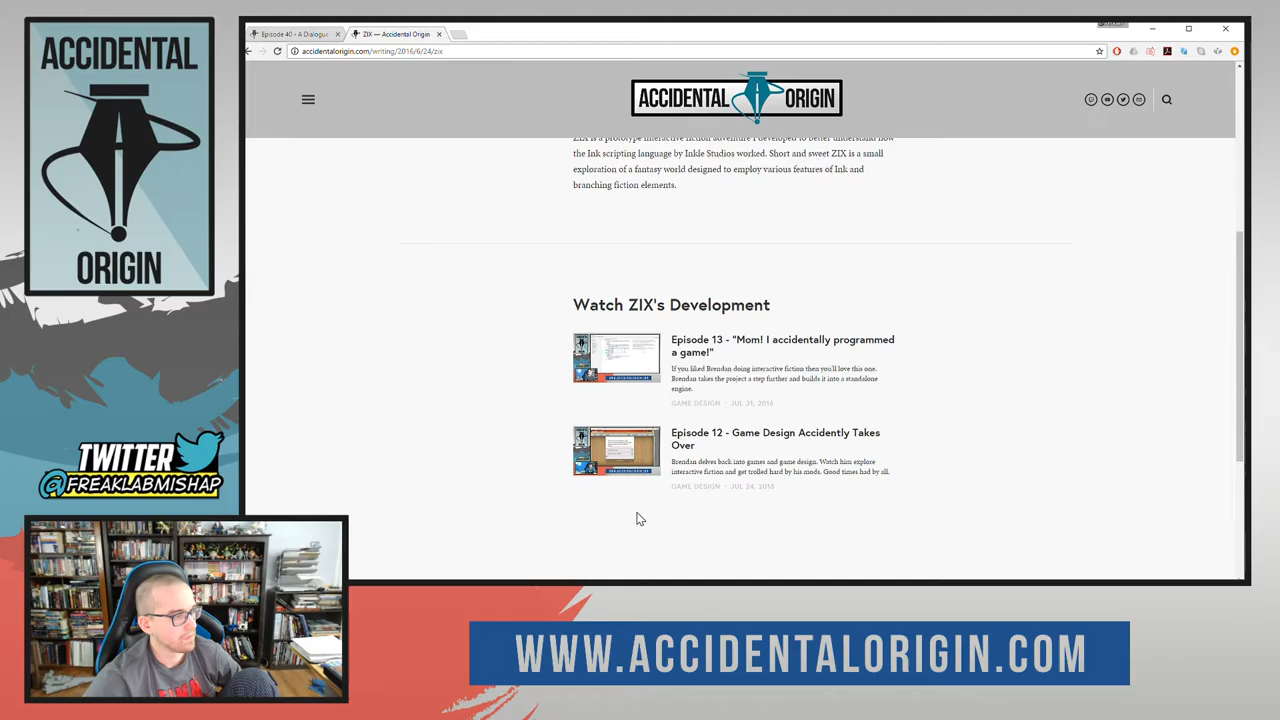 ACCIDENTAL
ORIGIN
TWITTER
@FREAKLABMISHAP
Episode 40 - A Dialogue
ZIX — Accidental Origin
accidentalorigin.com/writing/2016/6/24/zix
ACCIDENTAL ORIGIN
ZIX is a prototype interactive fiction adventure I developed to better understand how
the Ink scripting language by Inkle Studios worked. Short and sweet ZIX is a small
exploration of a fantasy world designed to employ various features of Ink and
branching fiction elements.
Watch ZIX's Development
Episode 13 - "Mom! I accidentally programmed
a game!"
If you liked Brendan doing interactive fiction then you'll love this one.
Brendan takes the project a step further and builds it into a standalone
engine.
GAME DESIGN · JUL 31, 2016
Episode 12 - Game Design Accidently Takes
Over
Brendan delves back into games and game design. Watch him explore
interactive fiction and get trolled hard by his mods. Good times had by all.
GAME DESIGN · JUL 24, 2016
WWW.ACCIDENTALORIGIN.COM